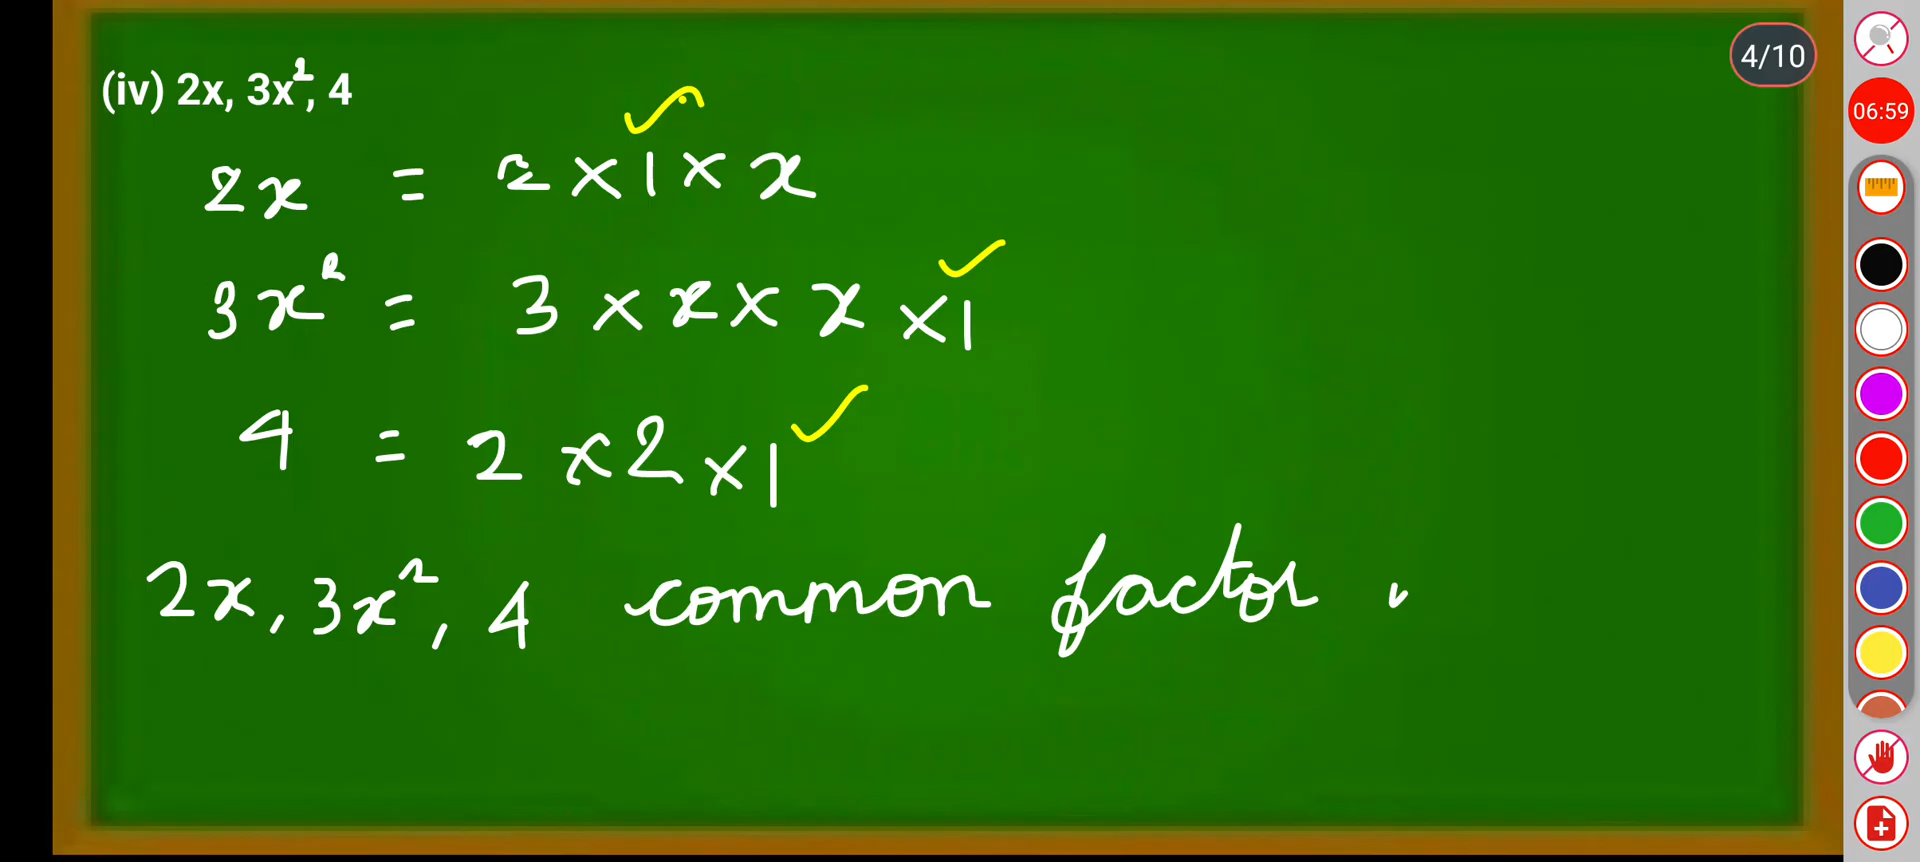 (iv) 2x, 3x², 4
4/10
06:59
2x = 2 × 1 × x
3x² = 3 × x × x × 1
4 = 2 × 2 × 1
2x, 3x², 4 common factor